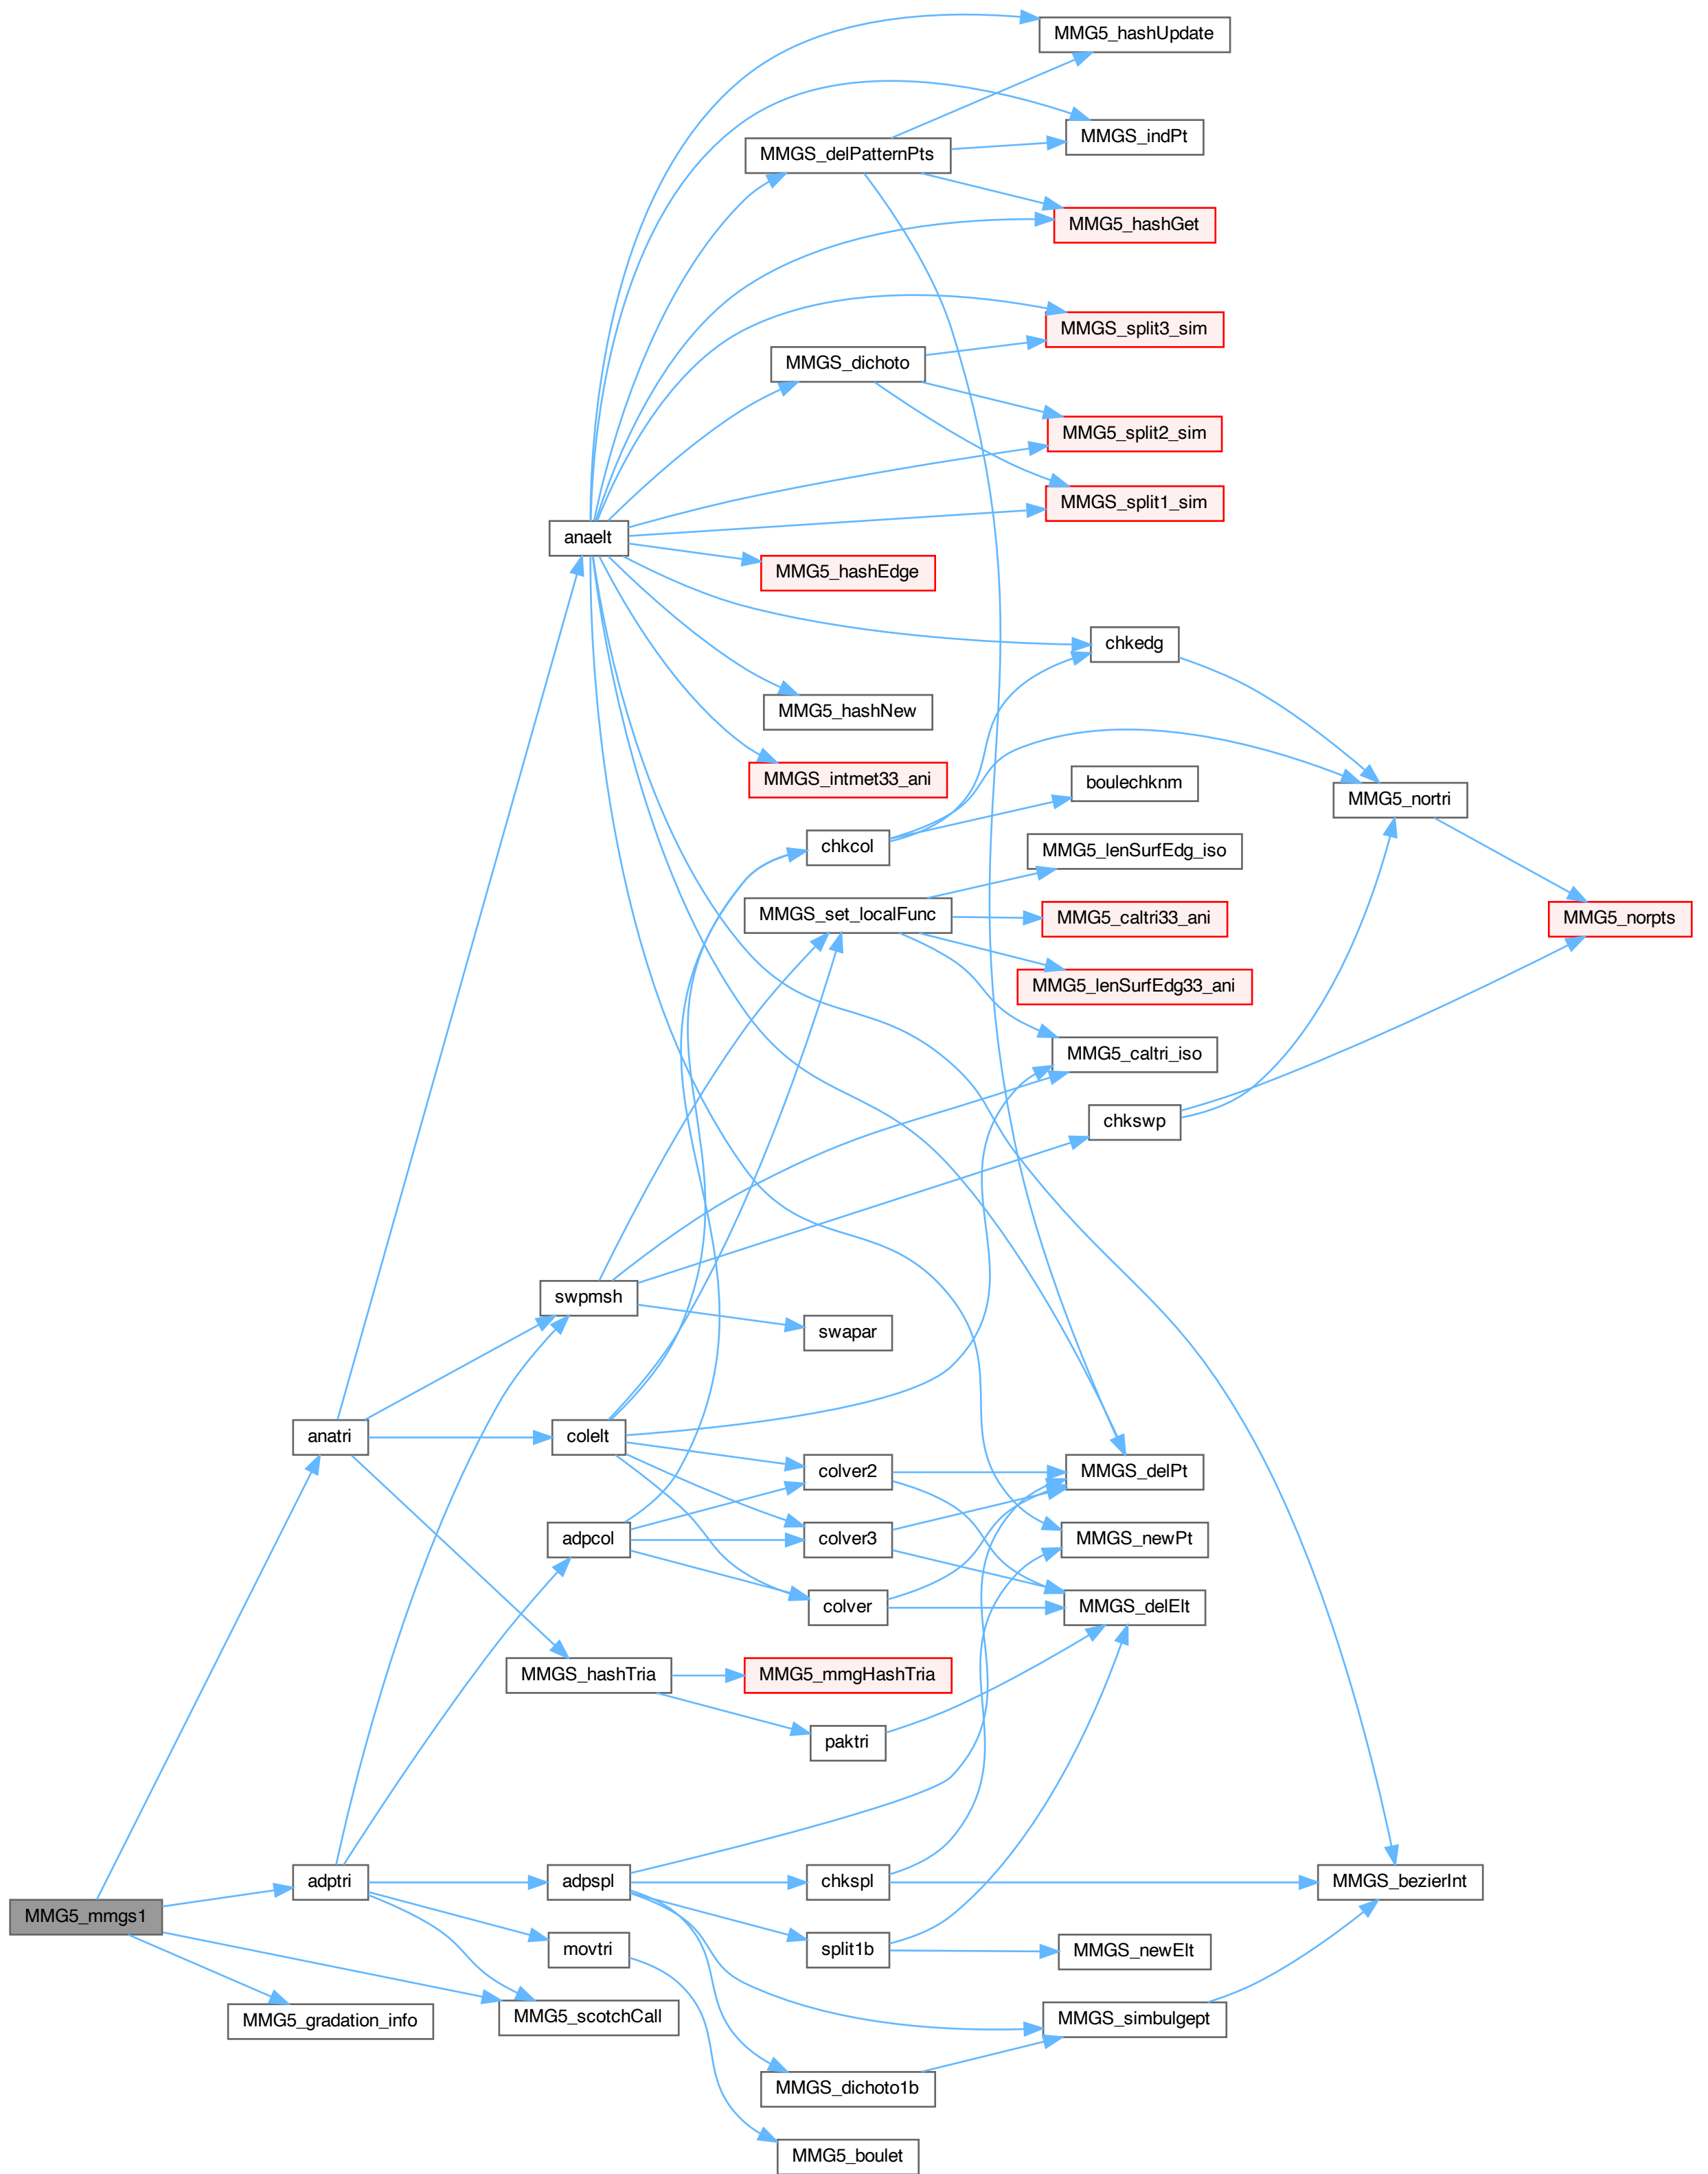 MMG5_hashUpdate
MMGS_indPt
MMGS_delPatternPts
MMG5_hashGet
MMGS_split3_sim
MMGS_dichoto
MMG5_split2_sim
MMGS_split1_sim
anaelt
MMG5_hashEdge
chkedg
MMG5_hashNew
MMGS_intmet33_ani
boulechknm
MMG5_nortri
chkcol
MMG5_lenSurfEdg_iso
MMGS_set_localFunc
MMG5_caltri33_ani
MMG5_norpts
MMG5_lenSurfEdg33_ani
MMG5_caltri_iso
chkswp
swpmsh
swapar
anatri
colelt
colver2
MMGS_delPt
adpcol
colver3
MMGS_newPt
colver
MMGS_delElt
MMGS_hashTria
MMG5_mmgHashTria
paktri
adptri
adpspl
chkspl
MMGS_bezierInt
MMG5_mmgs1
movtri
split1b
MMGS_newElt
MMG5_gradation_info
MMG5_scotchCall
MMGS_simbulgept
MMGS_dichoto1b
MMG5_boulet